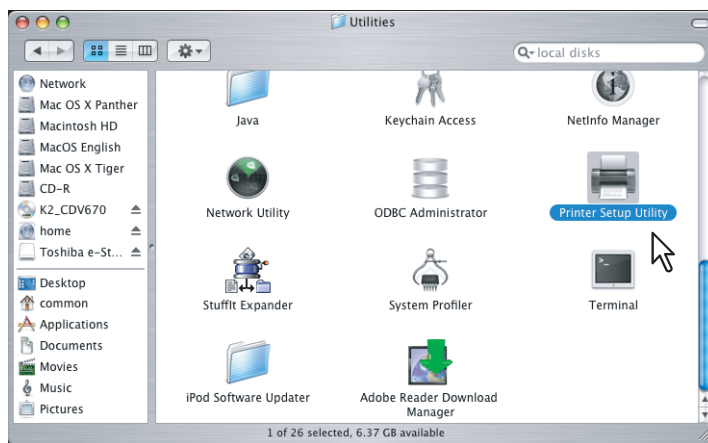 Utilities
local disks
Network
Mac OS X Panther
Macintosh HD
MacOS English
Mac OS X Tiger
CD-R
K2_CDV670
home
Toshiba e-St...
Desktop
common
Applications
Documents
Movies
Music
Pictures
Java
Keychain Access
NetInfo Manager
Network Utility
ODBC Administrator
Printer Setup Utility
StuffIt Expander
System Profiler
>_
Terminal
iPod Software Updater
Adobe Reader Download
Manager
1 of 26 selected, 6.37 GB available